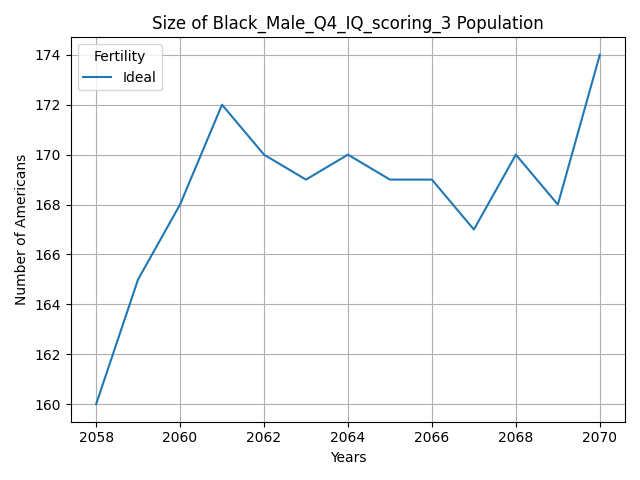 Size of Black_Male_Q4_IQ_scoring_3 Population
Fertility
Ideal
Number of Americans
174
172
170
168
166
164
162
160
2058 2060 2062 2064 2066 2068 2070
Years